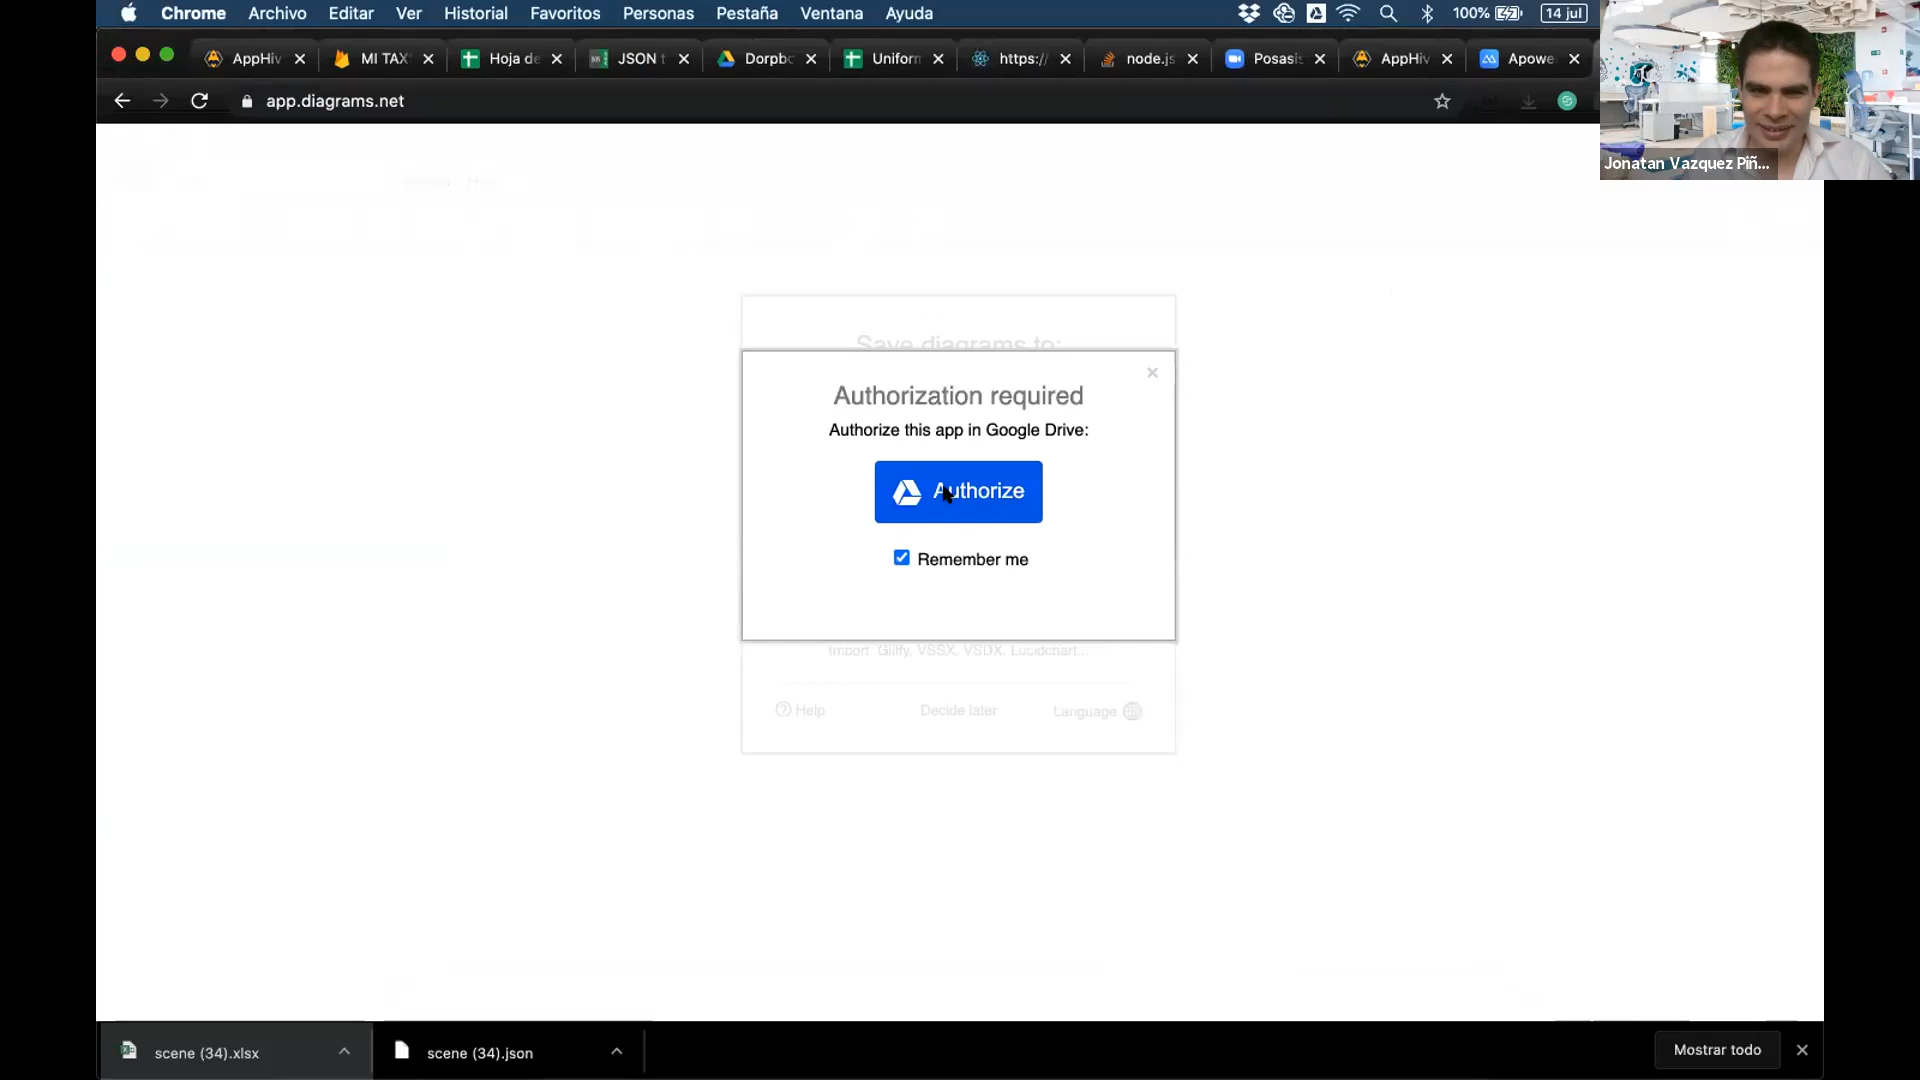 Chrome Archivo Editar Ver Historial Favoritos Personas Pestaña Ventana Ayuda 100% 14 jul
AppHiv MI TAX Hoja de JSON t Dorpbo Uniform https:// node.js Posasis AppHiv Apowe
app.diagrams.net
Jonatan Vazquez Piñ...
Save diagrams to:
Authorization required
Authorize this app in Google Drive:
Authorize
Remember me
Import: Gliffy, VSSX, VSDX, Lucidchart...
Help Decide later Language
scene (34).xlsx scene (34).json Mostrar todo